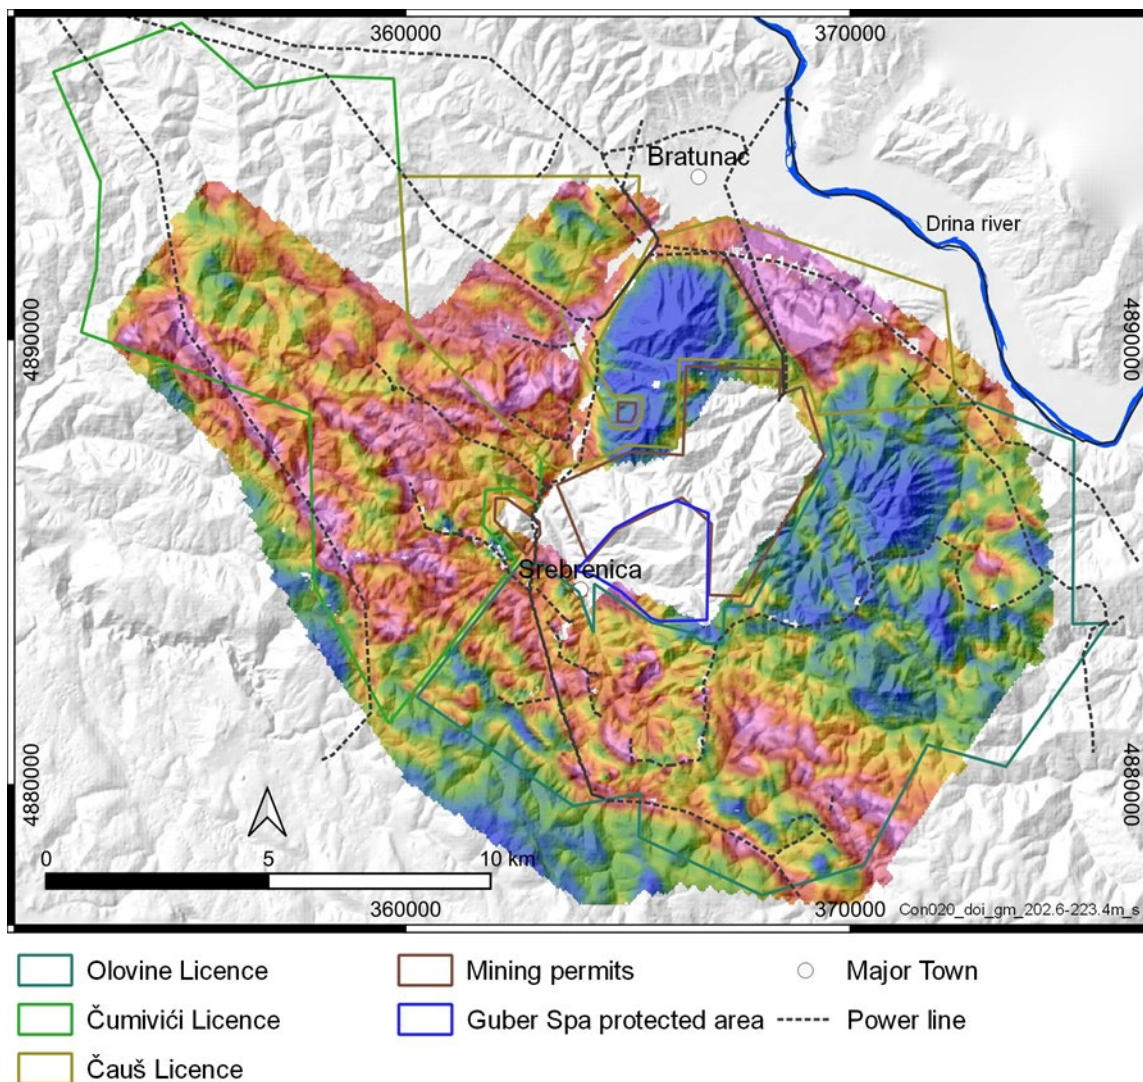 360000
370000
Bratunac
Drina river
4890000
4890000
Srebrenica
4880000
4880000
0
5
10 km
360000
370000
Con020_doi_gm_202.6-223.4m_s
Olovine Licence
Mining permits
Major Town
Čumivići Licence
Guber Spa protected area
Power line
Čauš Licence